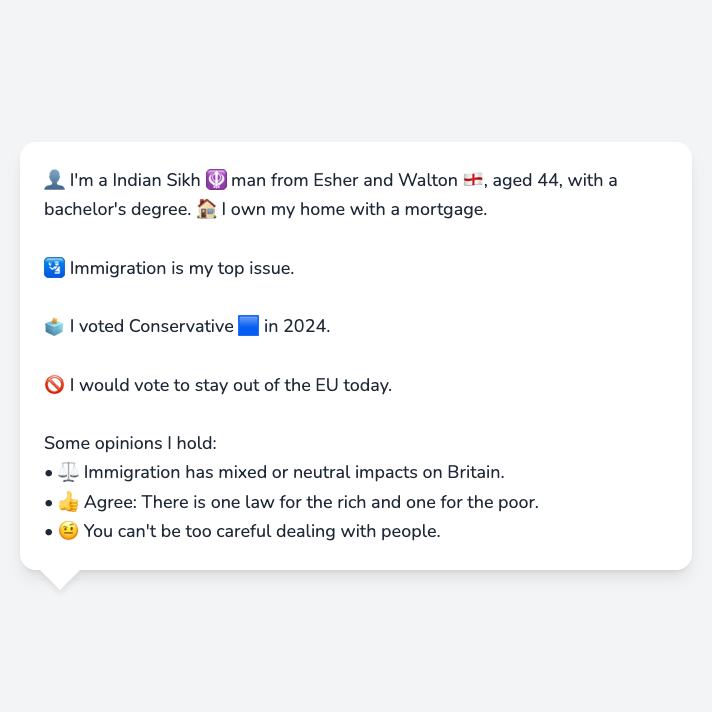 👤 I'm a Indian Sikh 🪯 man from Esher and Walton 🏴󠁧󠁢󠁥󠁮󠁧󠁿, aged 44, with a
bachelor's degree. 🏠 I own my home with a mortgage.
🛂 Immigration is my top issue.
🗳️ I voted Conservative 🟦 in 2024.
🚫 I would vote to stay out of the EU today.
Some opinions I hold:
• ⚖️ Immigration has mixed or neutral impacts on Britain.
• 👍 Agree: There is one law for the rich and one for the poor.
• 🤨 You can't be too careful dealing with people.